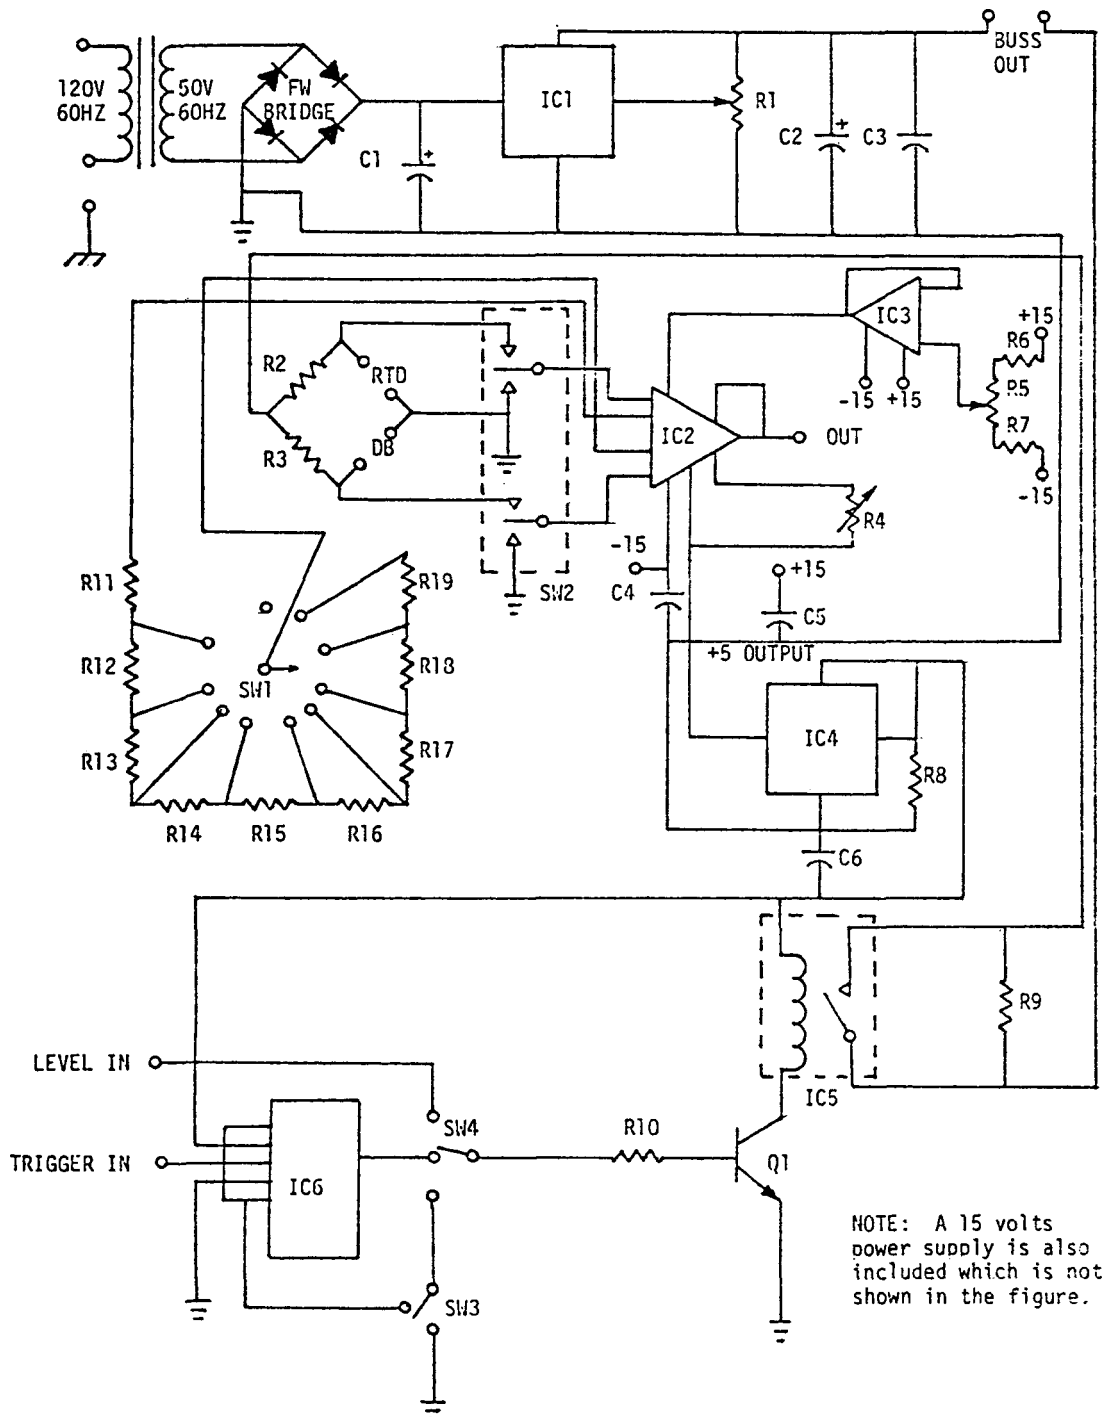 BUSS
OUT
120V
60HZ
50V
60HZ
FW
BRIDGE
IC1
R1
C1
+
C2
+
C3
R2
RTD
R3
DB
IC3
+15
R6
-15
+15
R5
R7
-15
IC2
OUT
R4
-15
C4
SW2
+15
C5
+5 OUTPUT
R11
R19
R12
SW1
R18
R13
R17
R14
R15
R16
IC4
R8
C6
R9
IC5
LEVEL IN
SW4
R10
TRIGGER IN
IC6
Q1
SW3
NOTE: A 15 volts
power supply is also
included which is not
shown in the figure.